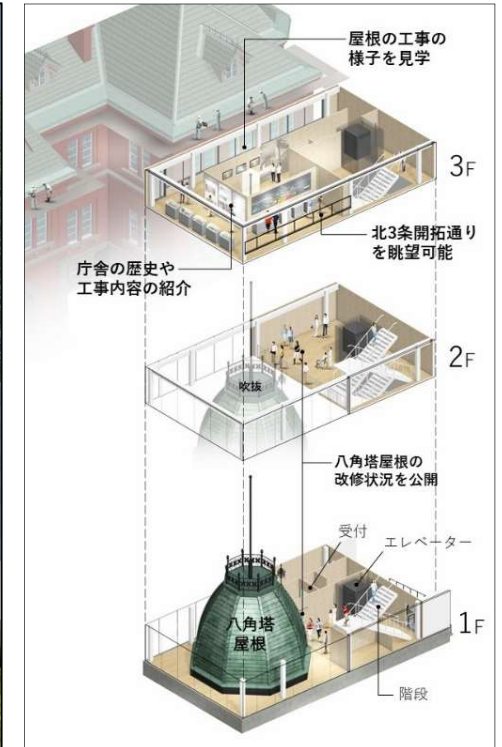 屋根の工事の
様子を見学
3F
北3条開拓通り
を眺望可能
庁舎の歴史や
工事内容の紹介
2F
吹抜
八角塔屋根の
改修状況を公開
受付
エレベーター
八角塔
屋根
1F
階段